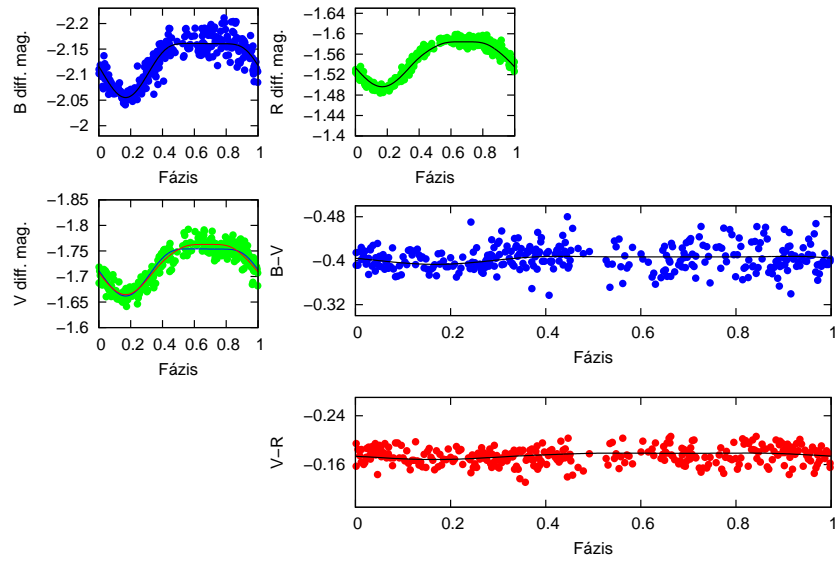 B diff. mag.
−2.2
−2.15
−2.1
−2.05
−2
0 0.2 0.4 0.6 0.8 1
Fázis
R diff. mag.
−1.64
−1.6
−1.56
−1.52
−1.48
−1.44
−1.4
0 0.2 0.4 0.6 0.8 1
Fázis
V diff. mag.
−1.85
−1.8
−1.75
−1.7
−1.65
−1.6
0 0.2 0.4 0.6 0.8 1
Fázis
B−V
−0.48
−0.4
−0.32
0 0.2 0.4 0.6 0.8 1
Fázis
V−R
−0.24
−0.16
0 0.2 0.4 0.6 0.8 1
Fázis